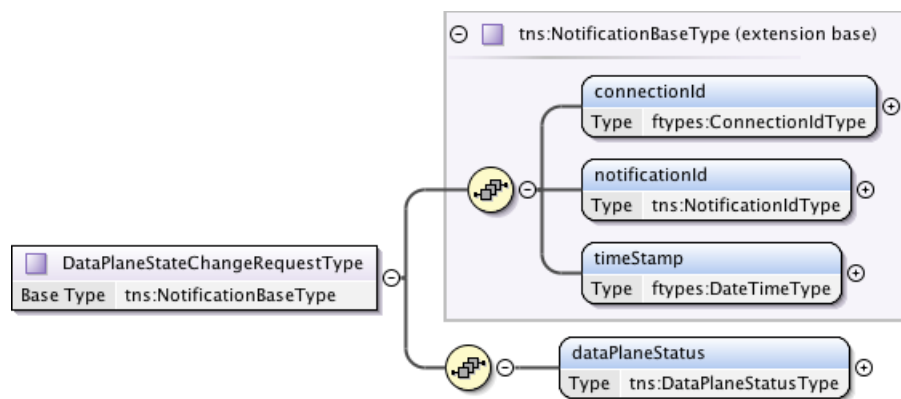 tns:NotificationBaseType (extension base)
connectionId
Type ftypes:ConnectionIdType
notificationId
Type tns:NotificationIdType
timeStamp
Type ftypes:DateTimeType
DataPlaneStateChangeRequestType
Base Type tns:NotificationBaseType
dataPlaneStatus
Type tns:DataPlaneStatusType